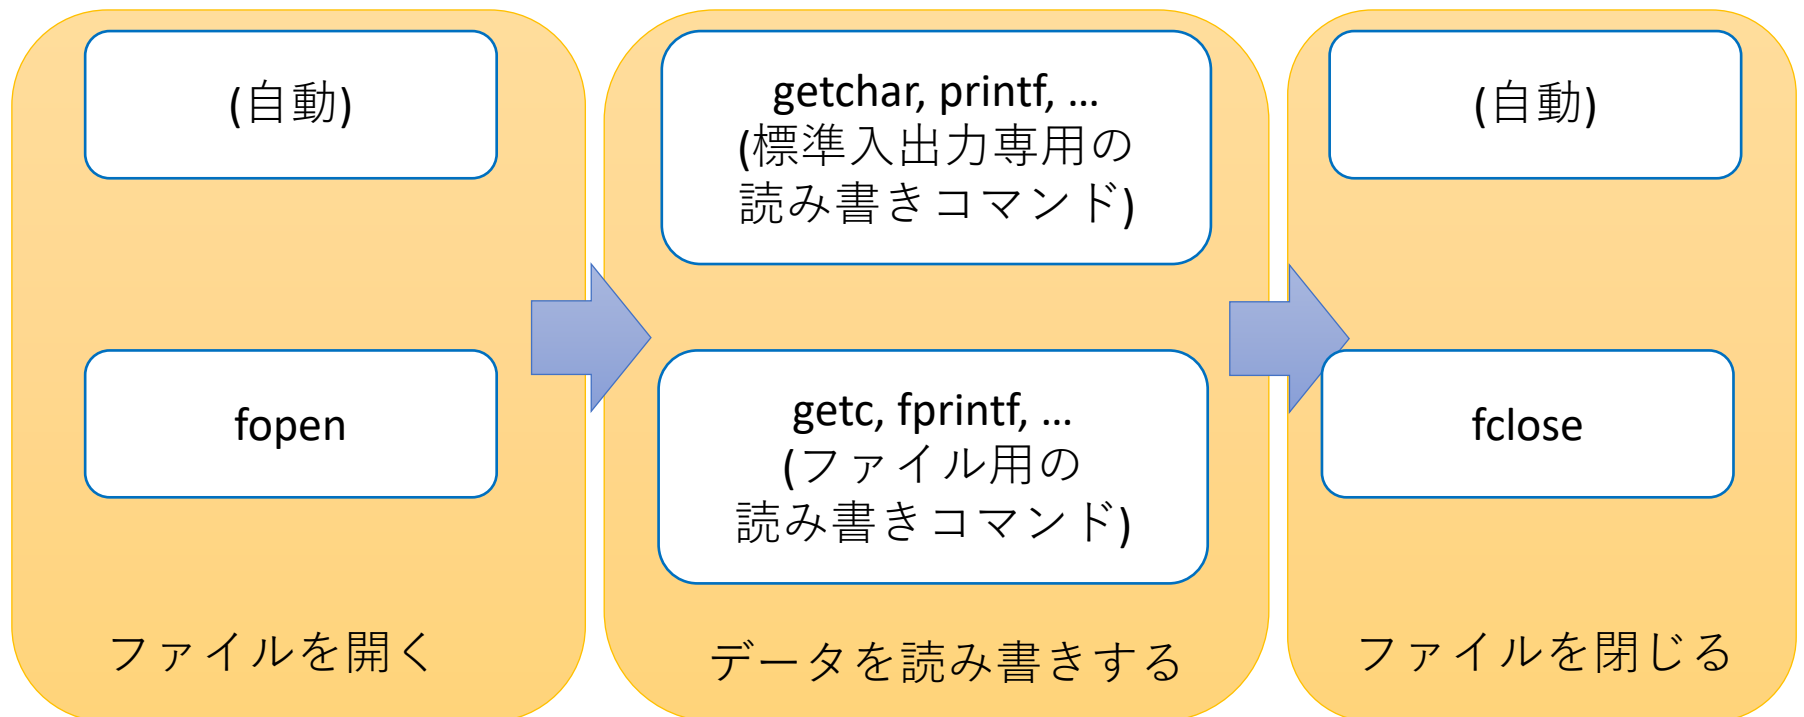 (自動)
fopen
ファイルを開く
getchar, printf, …
(標準入出力専用の
読み書きコマンド)
getc, fprintf, …
(ファイル用の
読み書きコマンド)
データを読み書きする
(自動)
fclose
ファイルを閉じる